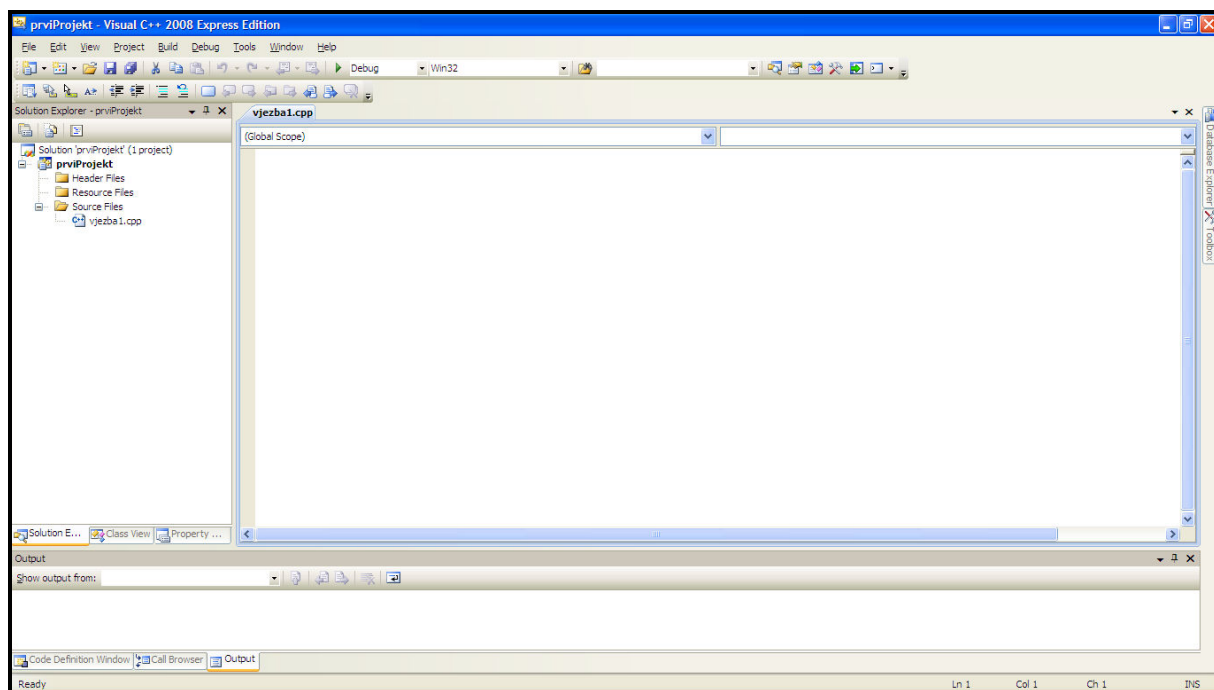 prviProjekt - Visual C++ 2008 Express Edition
File Edit View Project Build Debug Tools Window Help
Debug Win32
Solution Explorer - prviProjekt
vjezba1.cpp
(Global Scope)
Solution 'prviProjekt' (1 project)
prviProjekt
Header Files
Resource Files
Source Files
vjezba1.cpp
Database Explorer
Toolbox
Solution E... Class View Property ...
Output
Show output from:
Code Definition Window Call Browser Output
Ready Ln 1 Col 1 Ch 1 INS